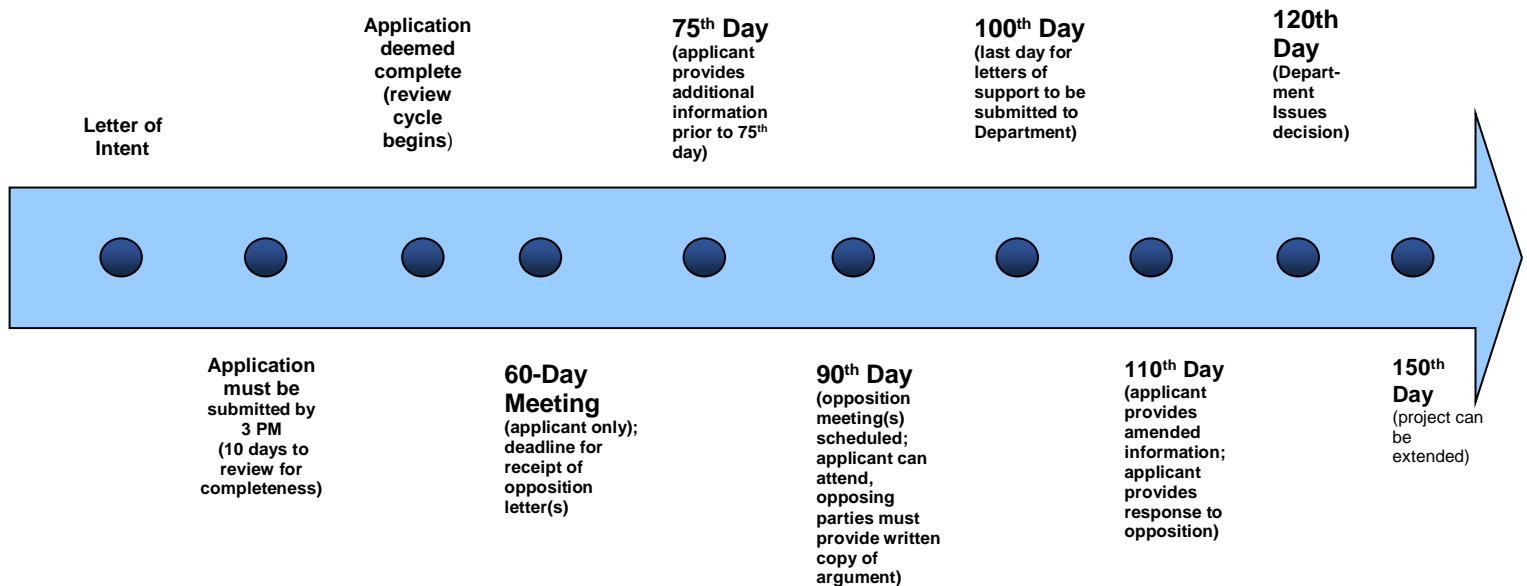 Letter of
Intent
Application
must be
submitted by
3 PM
(10 days to
review for
completeness)
Application
deemed
complete
(review
cycle
begins)
60-Day
Meeting
(applicant only);
deadline for
receipt of
opposition
letter(s)
75th Day
(applicant
provides
additional
information
prior to 75th
day)
90th Day
(opposition
meeting(s)
scheduled;
applicant can
attend,
opposing
parties must
provide written
copy of
argument)
100th Day
(last day for
letters of
support to be
submitted to
Department)
110th Day
(applicant
provides
amended
information;
applicant
provides
response to
opposition)
120th
Day
(Depart-
ment
Issues
decision)
150th
Day
(project can
be
extended)